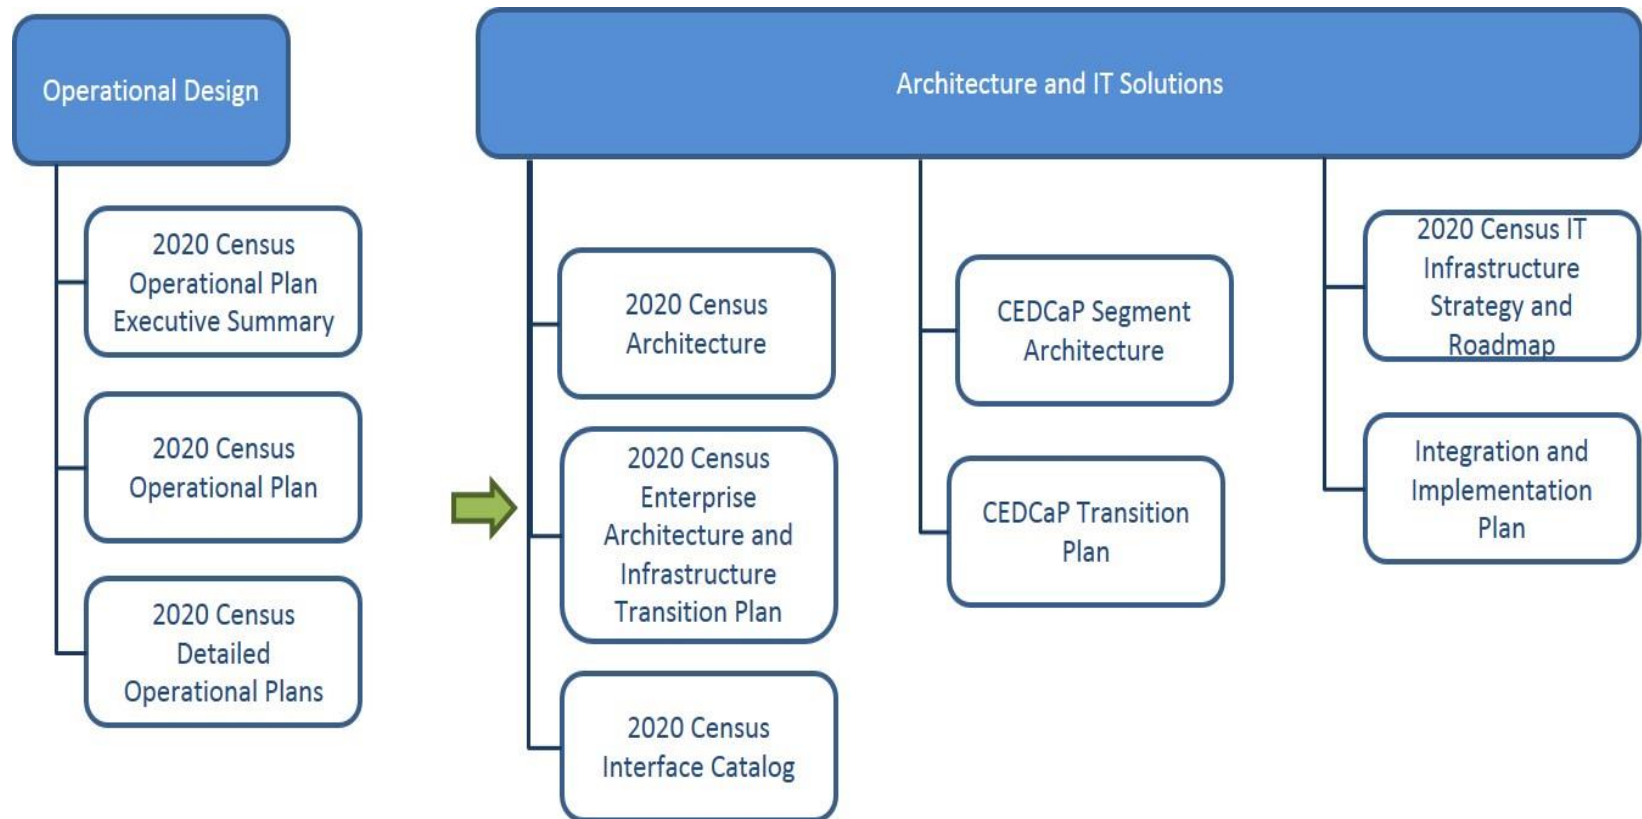 Operational Design
2020 Census
Operational Plan
Executive Summary
2020 Census
Operational Plan
2020 Census
Detailed
Operational Plans
Architecture and IT Solutions
2020 Census
Architecture
2020 Census
Enterprise
Architecture and
Infrastructure
Transition Plan
2020 Census
Interface Catalog
CEDCaP Segment
Architecture
CEDCaP Transition
Plan
2020 Census IT
Infrastructure
Strategy and
Roadmap
Integration and
Implementation
Plan